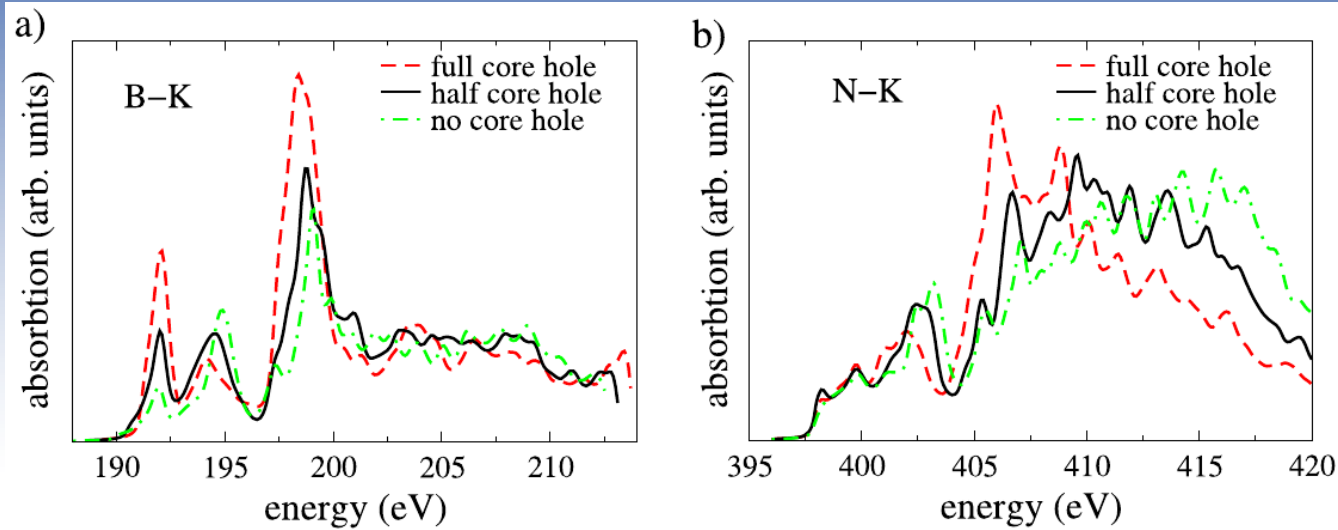 a)
B–K
full core hole
half core hole
no core hole
absorbtion (arb. units)
190 195 200 205 210
energy (eV)
b)
N–K
full core hole
half core hole
no core hole
absorbtion (arb. units)
395 400 405 410 415 420
energy (eV)